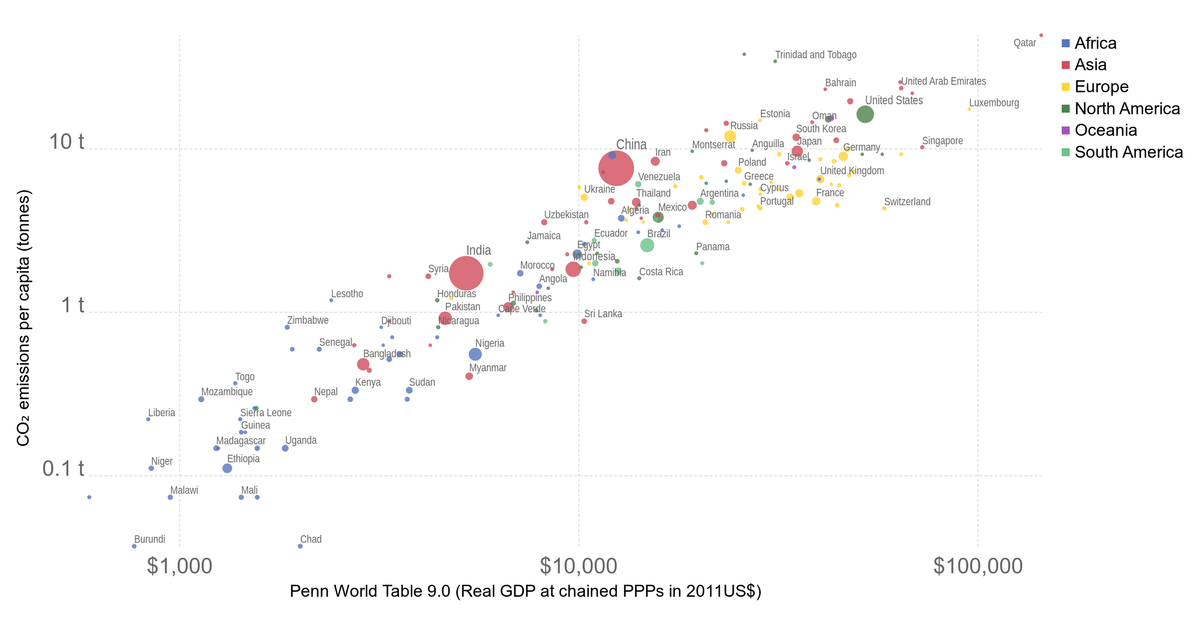 Qatar
Africa
Trinidad and Tobago
Asia
Bahrain
United Arab Emirates
Europe
United States
Luxembourg
North America
Estonia
Oman
Russia
South Korea
Oceania
10 t
China
Montserrat
Anguilla
Japan
Singapore
Germany
South America
Iran
Israel
Poland
Venezuela
Greece
United Kingdom
Ukraine
Thailand
Argentina
Cyprus
France
Portugal
Switzerland
Uzbekistan
Algeria
Mexico
Romania
Jamaica
Ecuador
Brazil
Egypt
Panama
India
Indonesia
Syria
Morocco
Namibia
Costa Rica
Angola
Lesotho
Honduras
Philippines
1 t
Pakistan
Cape Verde
Sri Lanka
Zimbabwe
Djibouti
Nicaragua
Senegal
Bangladesh
Nigeria
Myanmar
Togo
Kenya
Sudan
Mozambique
Nepal
Liberia
Sierra Leone
Guinea
Madagascar
Uganda
Niger
Ethiopia
0.1 t
Malawi
Mali
Burundi
Chad
CO₂ emissions per capita (tonnes)
$1,000
$10,000
$100,000
Penn World Table 9.0 (Real GDP at chained PPPs in 2011US$)